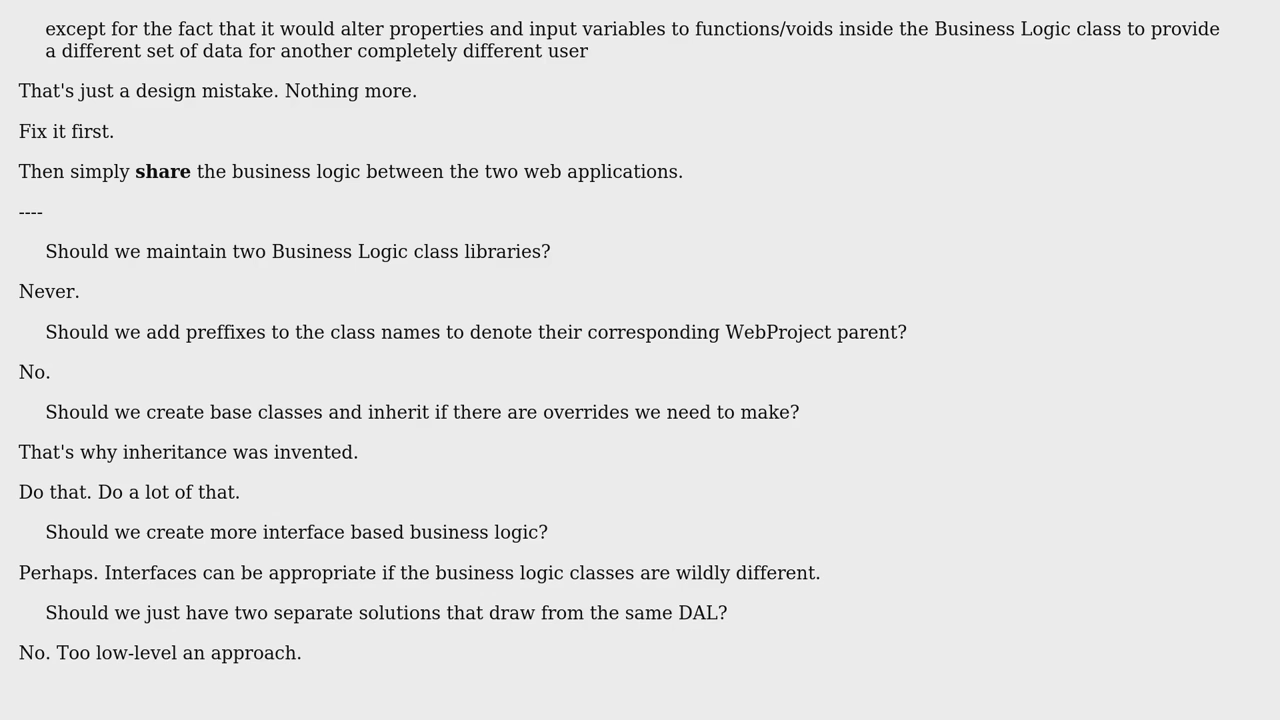 except for the fact that it would alter properties and input variables to functions/voids inside the Business Logic class to provide
a different set of data for another completely different user
That's just a design mistake. Nothing more.
Fix it first.
Then simply share the business logic between the two web applications.
----
Should we maintain two Business Logic class libraries?
Never.
Should we add preffixes to the class names to denote their corresponding WebProject parent?
No.
Should we create base classes and inherit if there are overrides we need to make?
That's why inheritance was invented.
Do that. Do a lot of that.
Should we create more interface based business logic?
Perhaps. Interfaces can be appropriate if the business logic classes are wildly different.
Should we just have two separate solutions that draw from the same DAL?
No. Too low-level an approach.